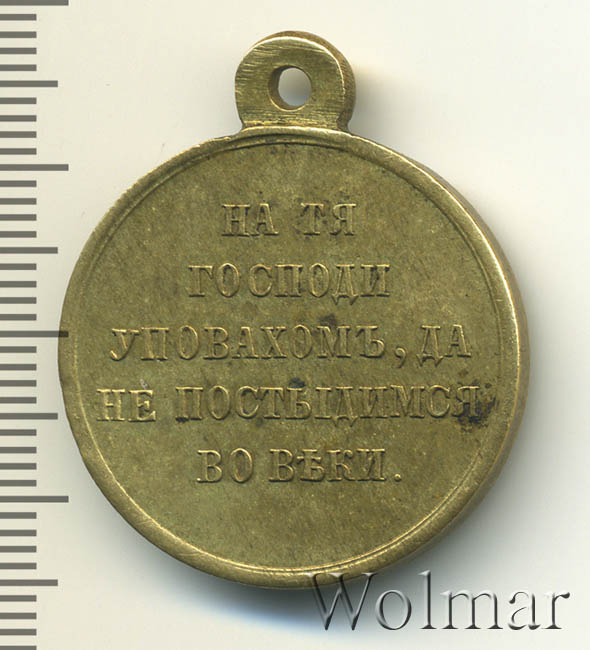 НА ТЯ
ГОСПОДИ
УПОВАХОМЪ, ДА
НЕ ПОСТЫДИМСЯ
ВО ВѢКИ.
Wolmar